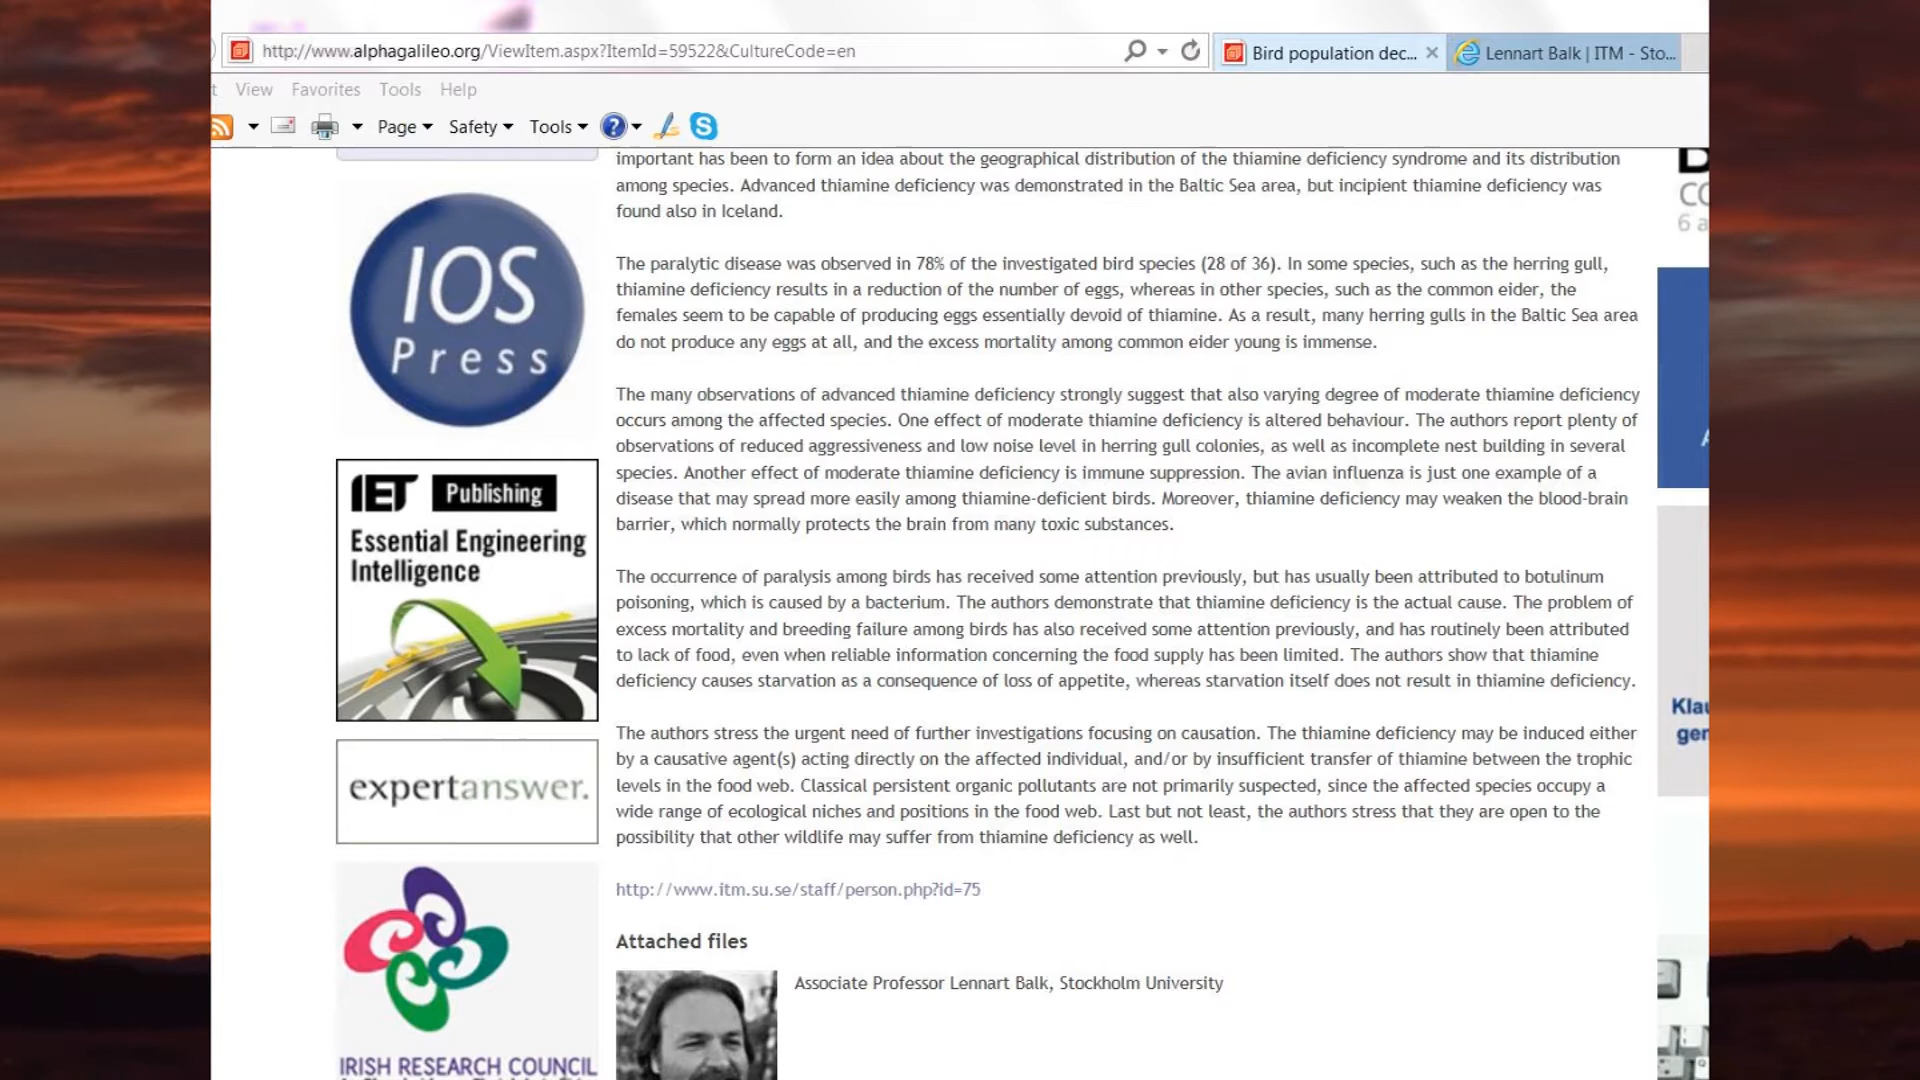 http://www.alphagalileo.org/ViewItem.aspx?ItemId=59522&CultureCode=en
Bird population dec...
Lennart Balk | ITM - Sto...
View Favorites Tools Help
Page Safety Tools
important has been to form an idea about the geographical distribution of the thiamine deficiency syndrome and its distribution
among species. Advanced thiamine deficiency was demonstrated in the Baltic Sea area, but incipient thiamine deficiency was
found also in Iceland.
The paralytic disease was observed in 78% of the investigated bird species (28 of 36). In some species, such as the herring gull,
thiamine deficiency results in a reduction of the number of eggs, whereas in other species, such as the common eider, the
females seem to be capable of producing eggs essentially devoid of thiamine. As a result, many herring gulls in the Baltic Sea area
do not produce any eggs at all, and the excess mortality among common eider young is immense.
The many observations of advanced thiamine deficiency strongly suggest that also varying degree of moderate thiamine deficiency
occurs among the affected species. One effect of moderate thiamine deficiency is altered behaviour. The authors report plenty of
observations of reduced aggressiveness and low noise level in herring gull colonies, as well as incomplete nest building in several
species. Another effect of moderate thiamine deficiency is immune suppression. The avian influenza is just one example of a
disease that may spread more easily among thiamine-deficient birds. Moreover, thiamine deficiency may weaken the blood-brain
barrier, which normally protects the brain from many toxic substances.
The occurrence of paralysis among birds has received some attention previously, but has usually been attributed to botulinum
poisoning, which is caused by a bacterium. The authors demonstrate that thiamine deficiency is the actual cause. The problem of
excess mortality and breeding failure among birds has also received some attention previously, and has routinely been attributed
to lack of food, even when reliable information concerning the food supply has been limited. The authors show that thiamine
deficiency causes starvation as a consequence of loss of appetite, whereas starvation itself does not result in thiamine deficiency.
The authors stress the urgent need of further investigations focusing on causation. The thiamine deficiency may be induced either
by a causative agent(s) acting directly on the affected individual, and/or by insufficient transfer of thiamine between the trophic
levels in the food web. Classical persistent organic pollutants are not primarily suspected, since the affected species occupy a
wide range of ecological niches and positions in the food web. Last but not least, the authors stress that they are open to the
possibility that other wildlife may suffer from thiamine deficiency as well.
http://www.itm.su.se/staff/person.php?id=75
Attached files
Associate Professor Lennart Balk, Stockholm University
IOS
Press
IET Publishing
Essential Engineering
Intelligence
expertanswer.
IRISH RESEARCH COUNCIL